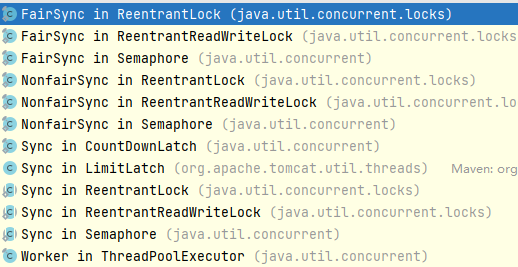 FairSync in ReentrantLock (java.util.concurrent.locks)
FairSync in ReentrantReadWriteLock (java.util.concurrent.locks
FairSync in Semaphore (java.util.concurrent)
NonfairSync in ReentrantLock (java.util.concurrent.locks)
NonfairSync in ReentrantReadWriteLock (java.util.concurrent.lo
NonfairSync in Semaphore (java.util.concurrent)
Sync in CountDownLatch (java.util.concurrent)
Sync in LimitLatch (org.apache.tomcat.util.threads) Maven: org
Sync in ReentrantLock (java.util.concurrent.locks)
Sync in ReentrantReadWriteLock (java.util.concurrent.locks)
Sync in Semaphore (java.util.concurrent)
Worker in ThreadPoolExecutor (java.util.concurrent)